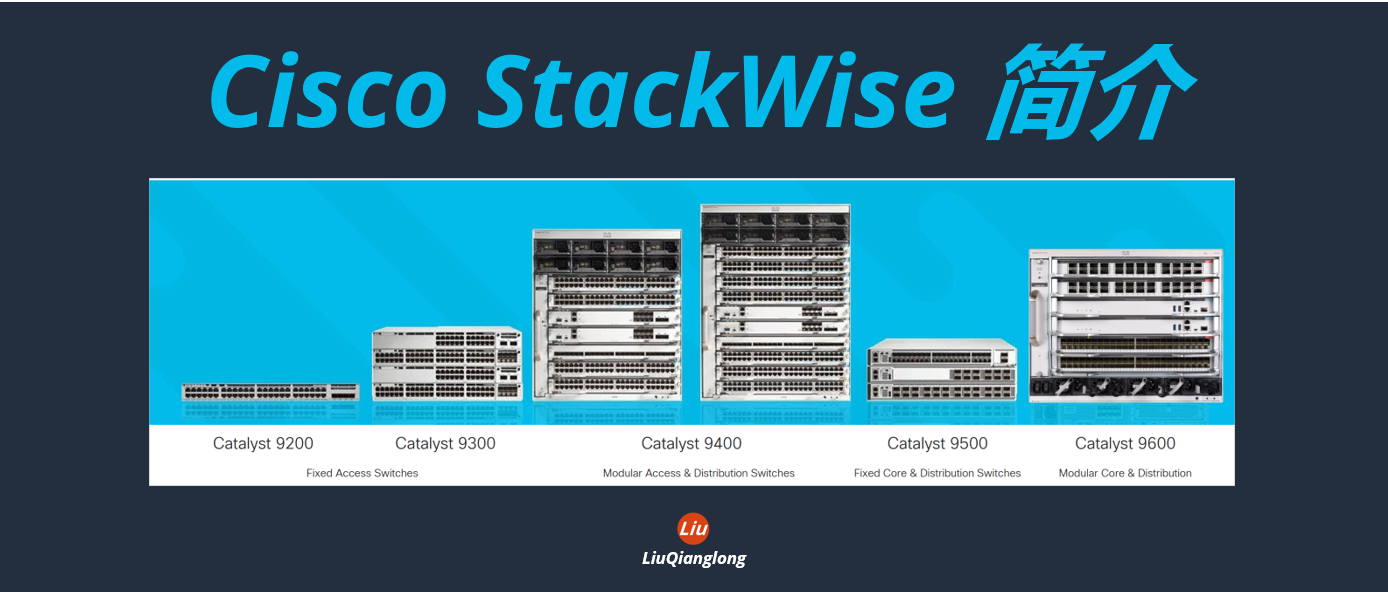 Cisco StackWise 简介
Catalyst 9200 Catalyst 9300 Catalyst 9400 Catalyst 9500 Catalyst 9600
Fixed Access Switches Modular Access & Distribution Switches Fixed Core & Distribution Switches Modular Core & Distribution
Liu
LiuQianglong